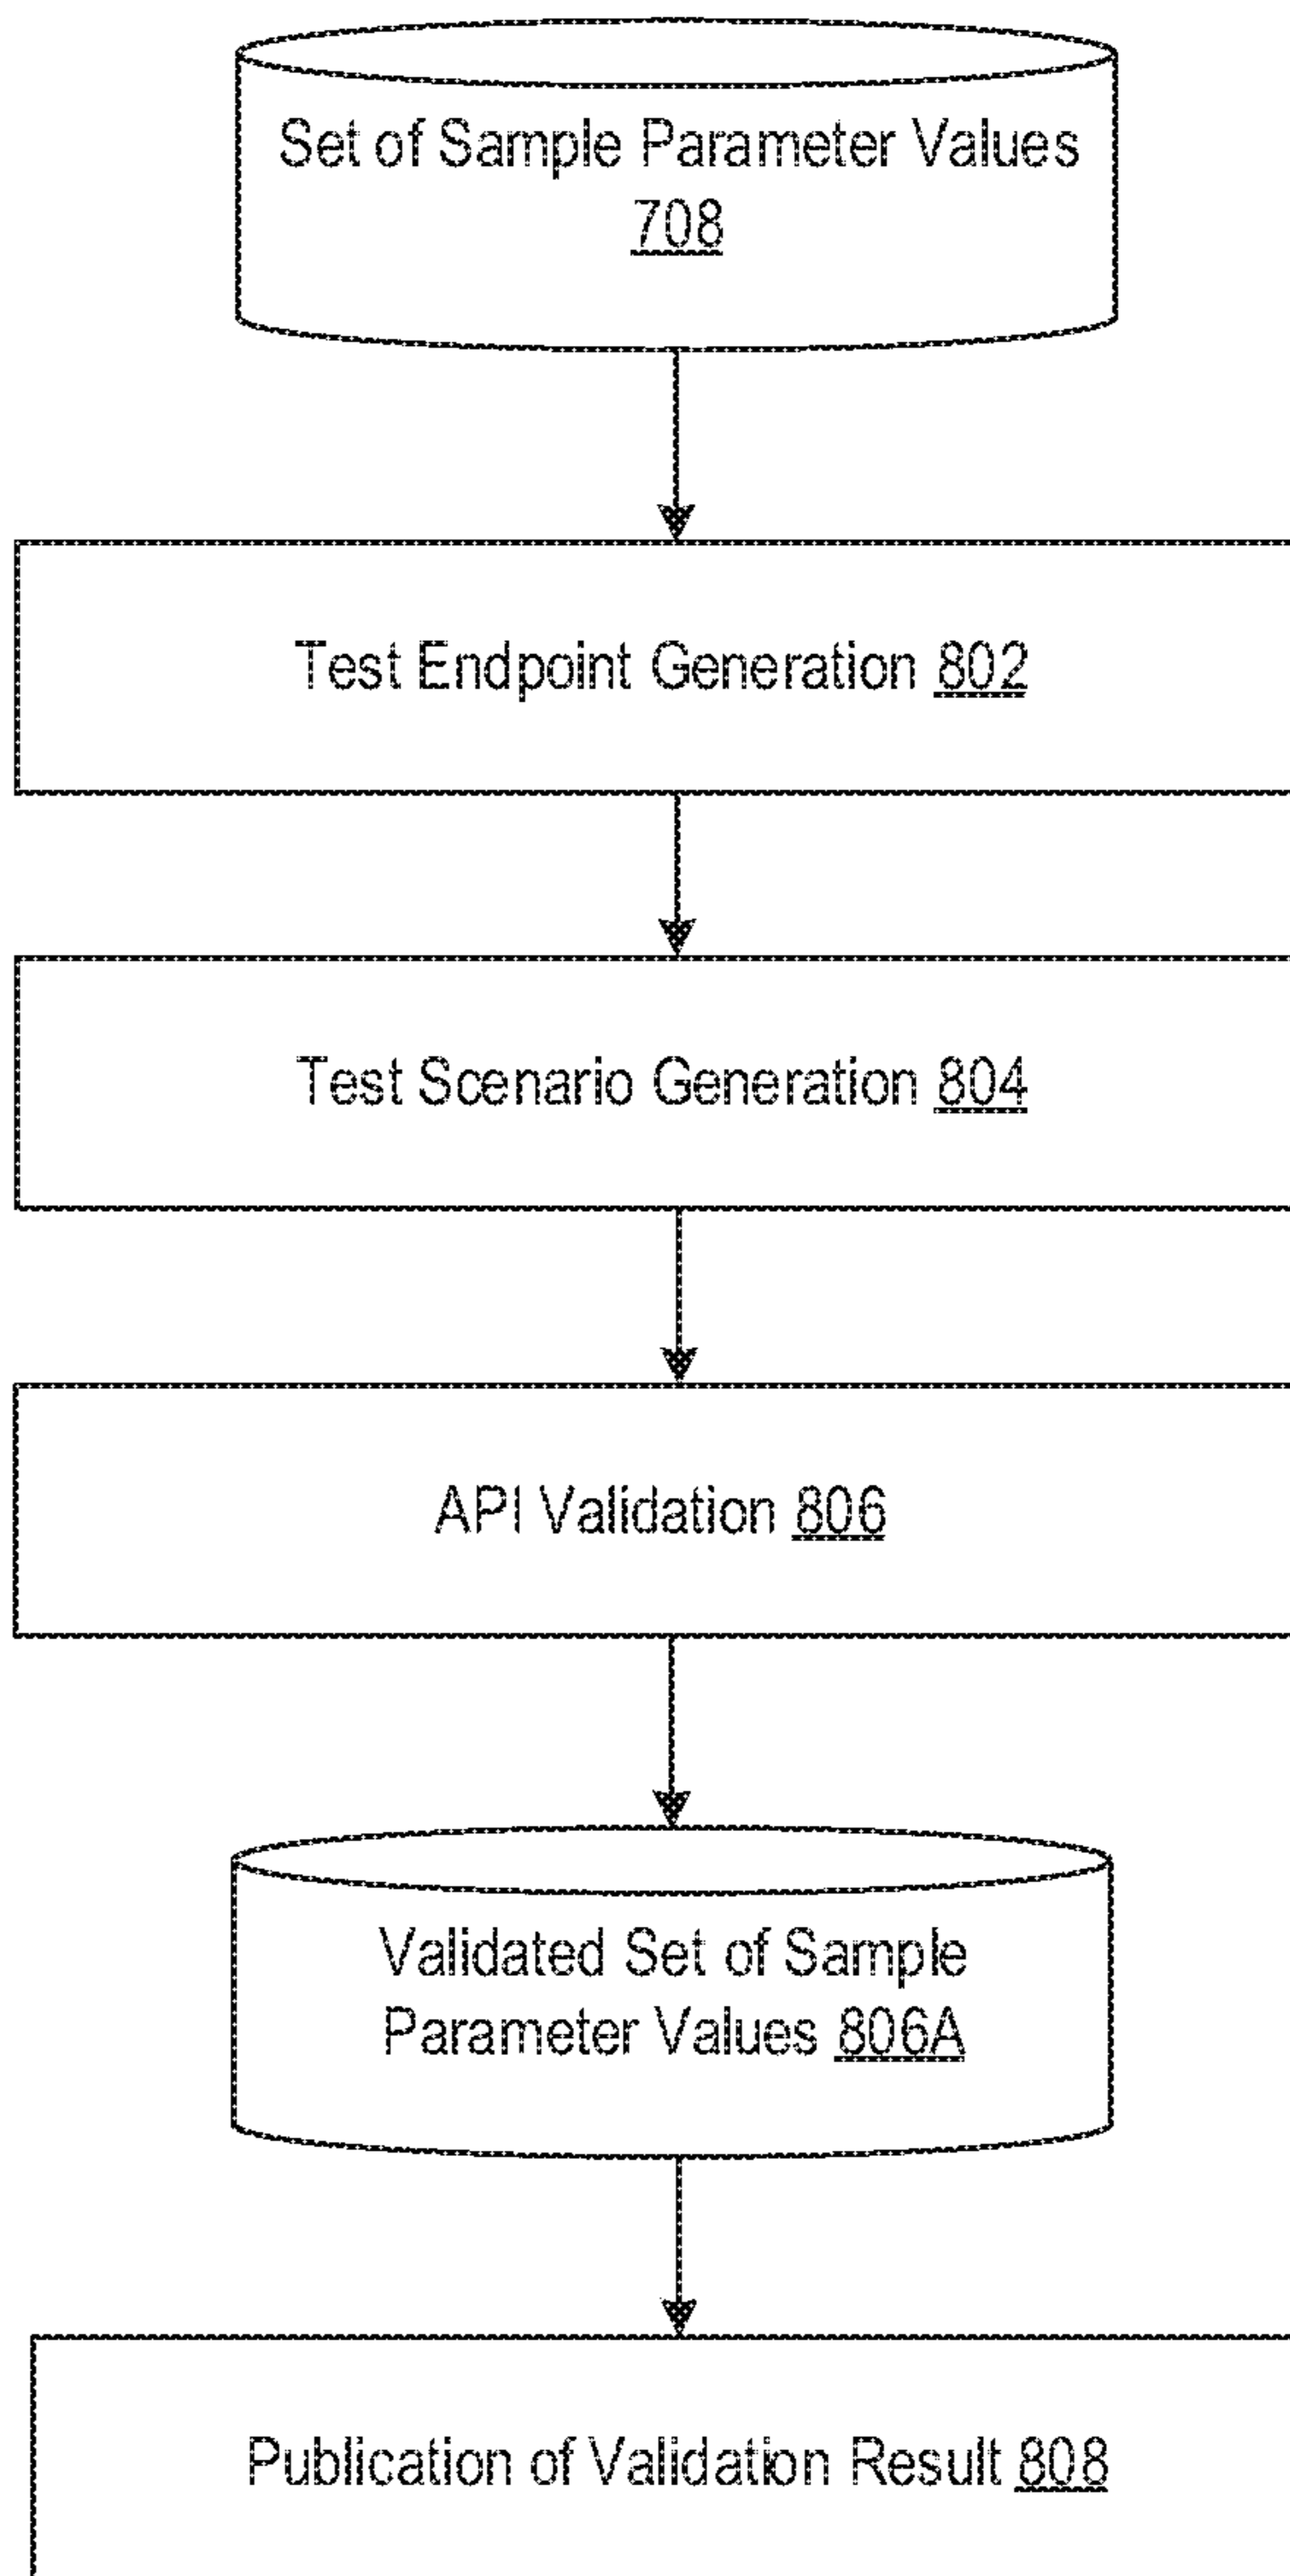 Set of Sample Parameter Values
708
Test Endpoint Generation 802
Test Scenario Generation 804
API Validation 806
Validated Set of Sample
Parameter Values 806A
Publication of Validation Result 808